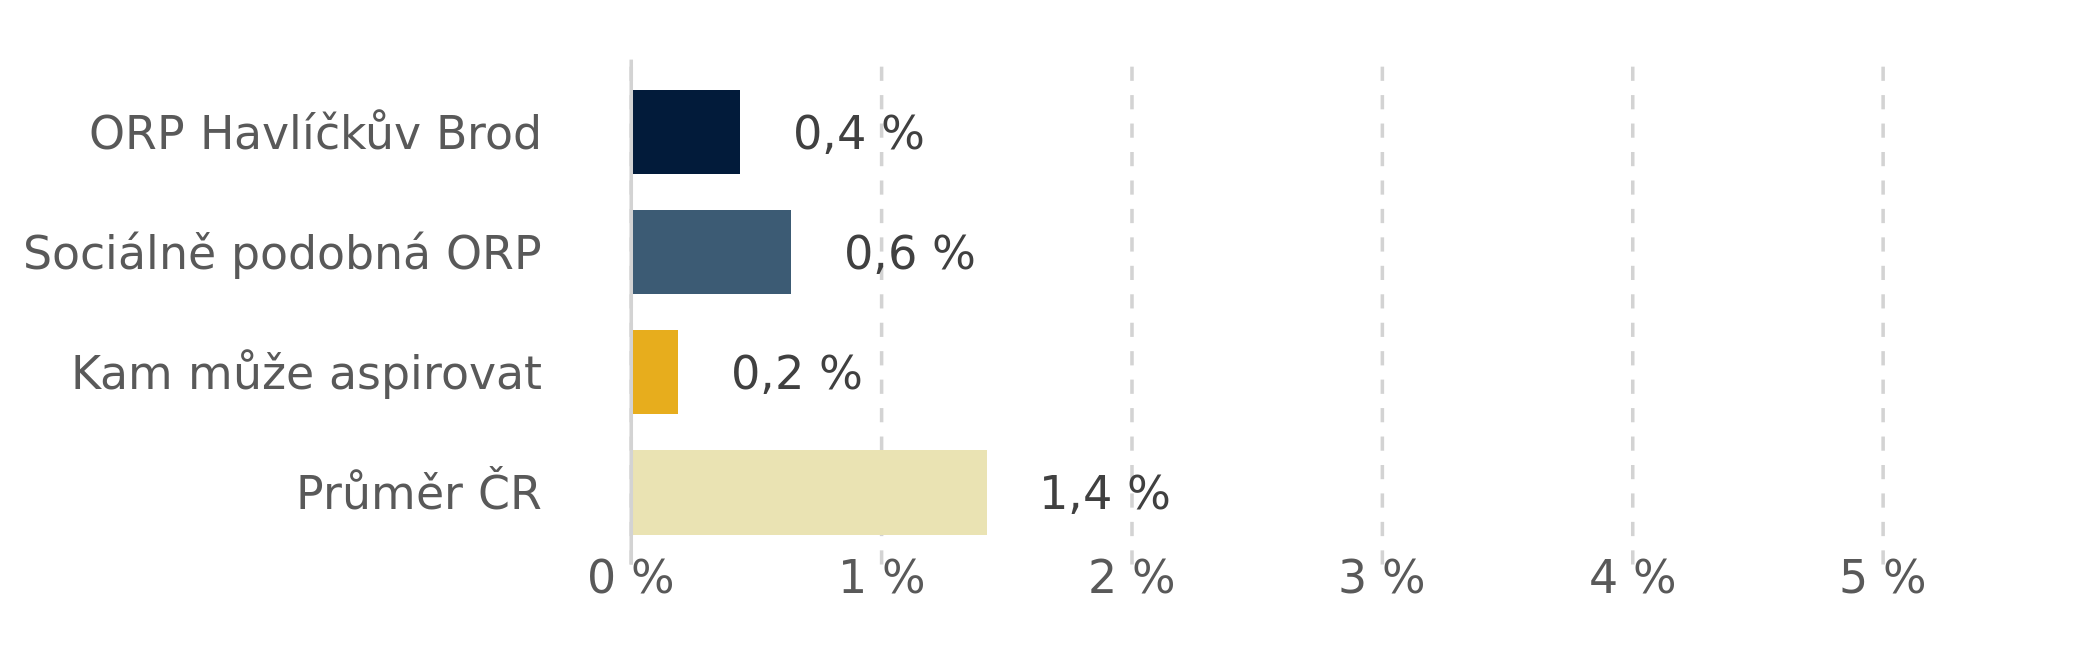 ORP Havlíčkův Brod 0,4 %
Sociálně podobná ORP 0,6 %
Kam může aspirovat 0,2 %
Průměr ČR 1,4 %
0 % 1 % 2 % 3 % 4 % 5 %